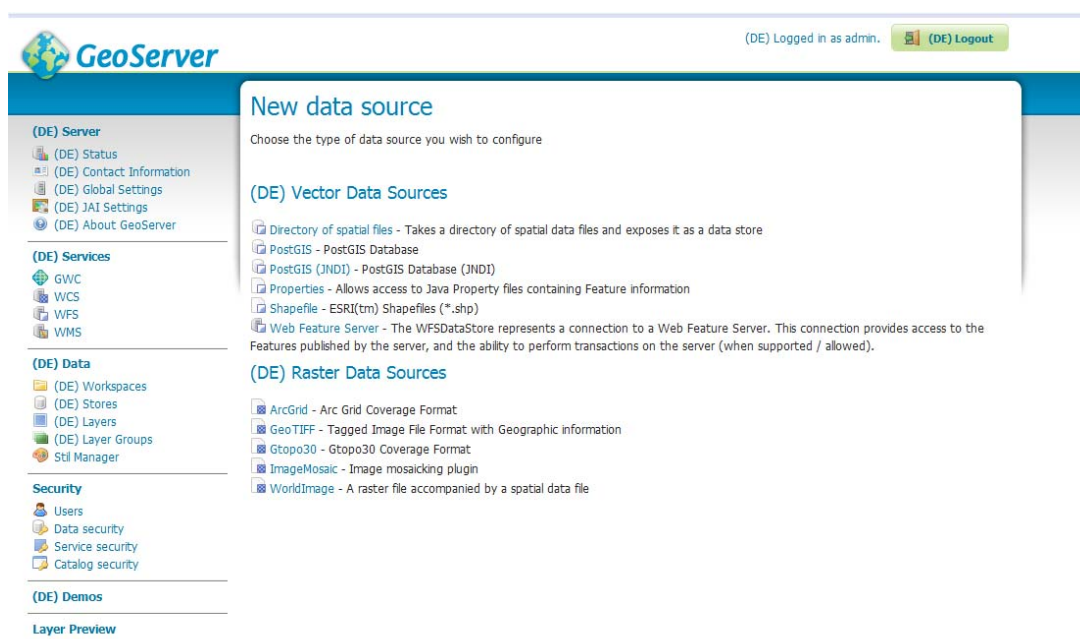 GeoServer
(DE) Logged in as admin.
(DE) Logout
(DE) Server
(DE) Status
(DE) Contact Information
(DE) Global Settings
(DE) JAI Settings
(DE) About GeoServer
(DE) Services
GWC
WCS
WFS
WMS
(DE) Data
(DE) Workspaces
(DE) Stores
(DE) Layers
(DE) Layer Groups
Stil Manager
Security
Users
Data security
Service security
Catalog security
(DE) Demos
Layer Preview
New data source
Choose the type of data source you wish to configure
(DE) Vector Data Sources
Directory of spatial files - Takes a directory of spatial data files and exposes it as a data store
PostGIS - PostGIS Database
PostGIS (JNDI) - PostGIS Database (JNDI)
Properties - Allows access to Java Property files containing Feature information
Shapefile - ESRI(tm) Shapefiles (*.shp)
Web Feature Server - The WFSDataStore represents a connection to a Web Feature Server. This connection provides access to the
Features published by the server, and the ability to perform transactions on the server (when supported / allowed).
(DE) Raster Data Sources
ArcGrid - Arc Grid Coverage Format
GeoTIFF - Tagged Image File Format with Geographic information
Gtopo30 - Gtopo30 Coverage Format
ImageMosaic - Image mosaicking plugin
WorldImage - A raster file accompanied by a spatial data file